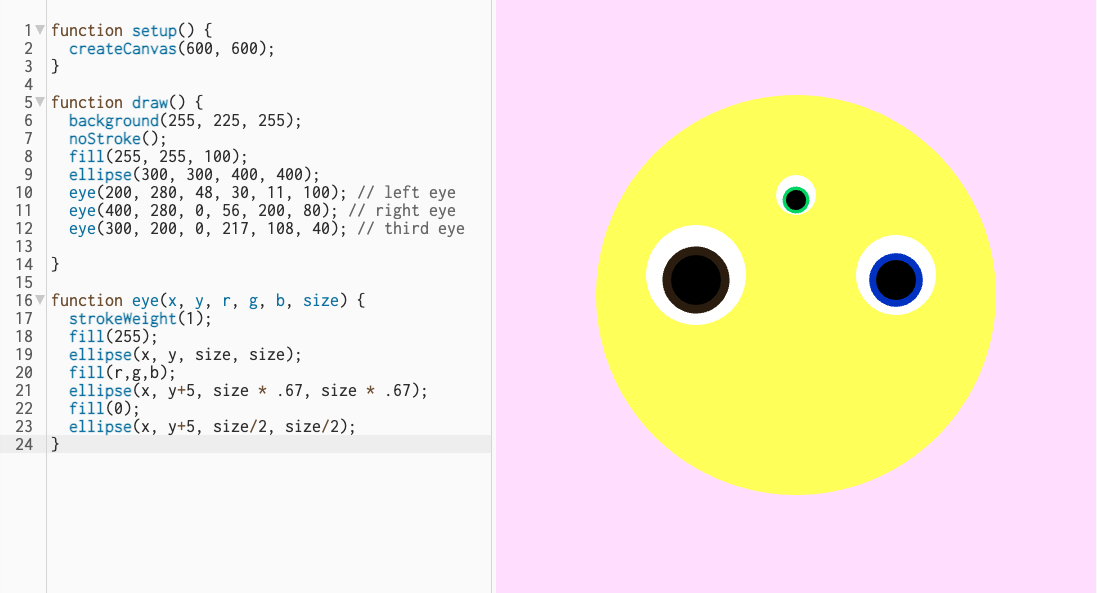 1 function setup() {
2   createCanvas(600, 600);
3 }
4
5 function draw() {
6   background(255, 225, 255);
7   noStroke();
8   fill(255, 255, 100);
9   ellipse(300, 300, 400, 400);
10   eye(200, 280, 48, 30, 11, 100); // left eye
11   eye(400, 280, 0, 56, 200, 80); // right eye
12   eye(300, 200, 0, 217, 108, 40); // third eye
13
14 }
15
16 function eye(x, y, r, g, b, size) {
17   strokeWeight(1);
18   fill(255);
19   ellipse(x, y, size, size);
20   fill(r,g,b);
21   ellipse(x, y+5, size * .67, size * .67);
22   fill(0);
23   ellipse(x, y+5, size/2, size/2);
24 }